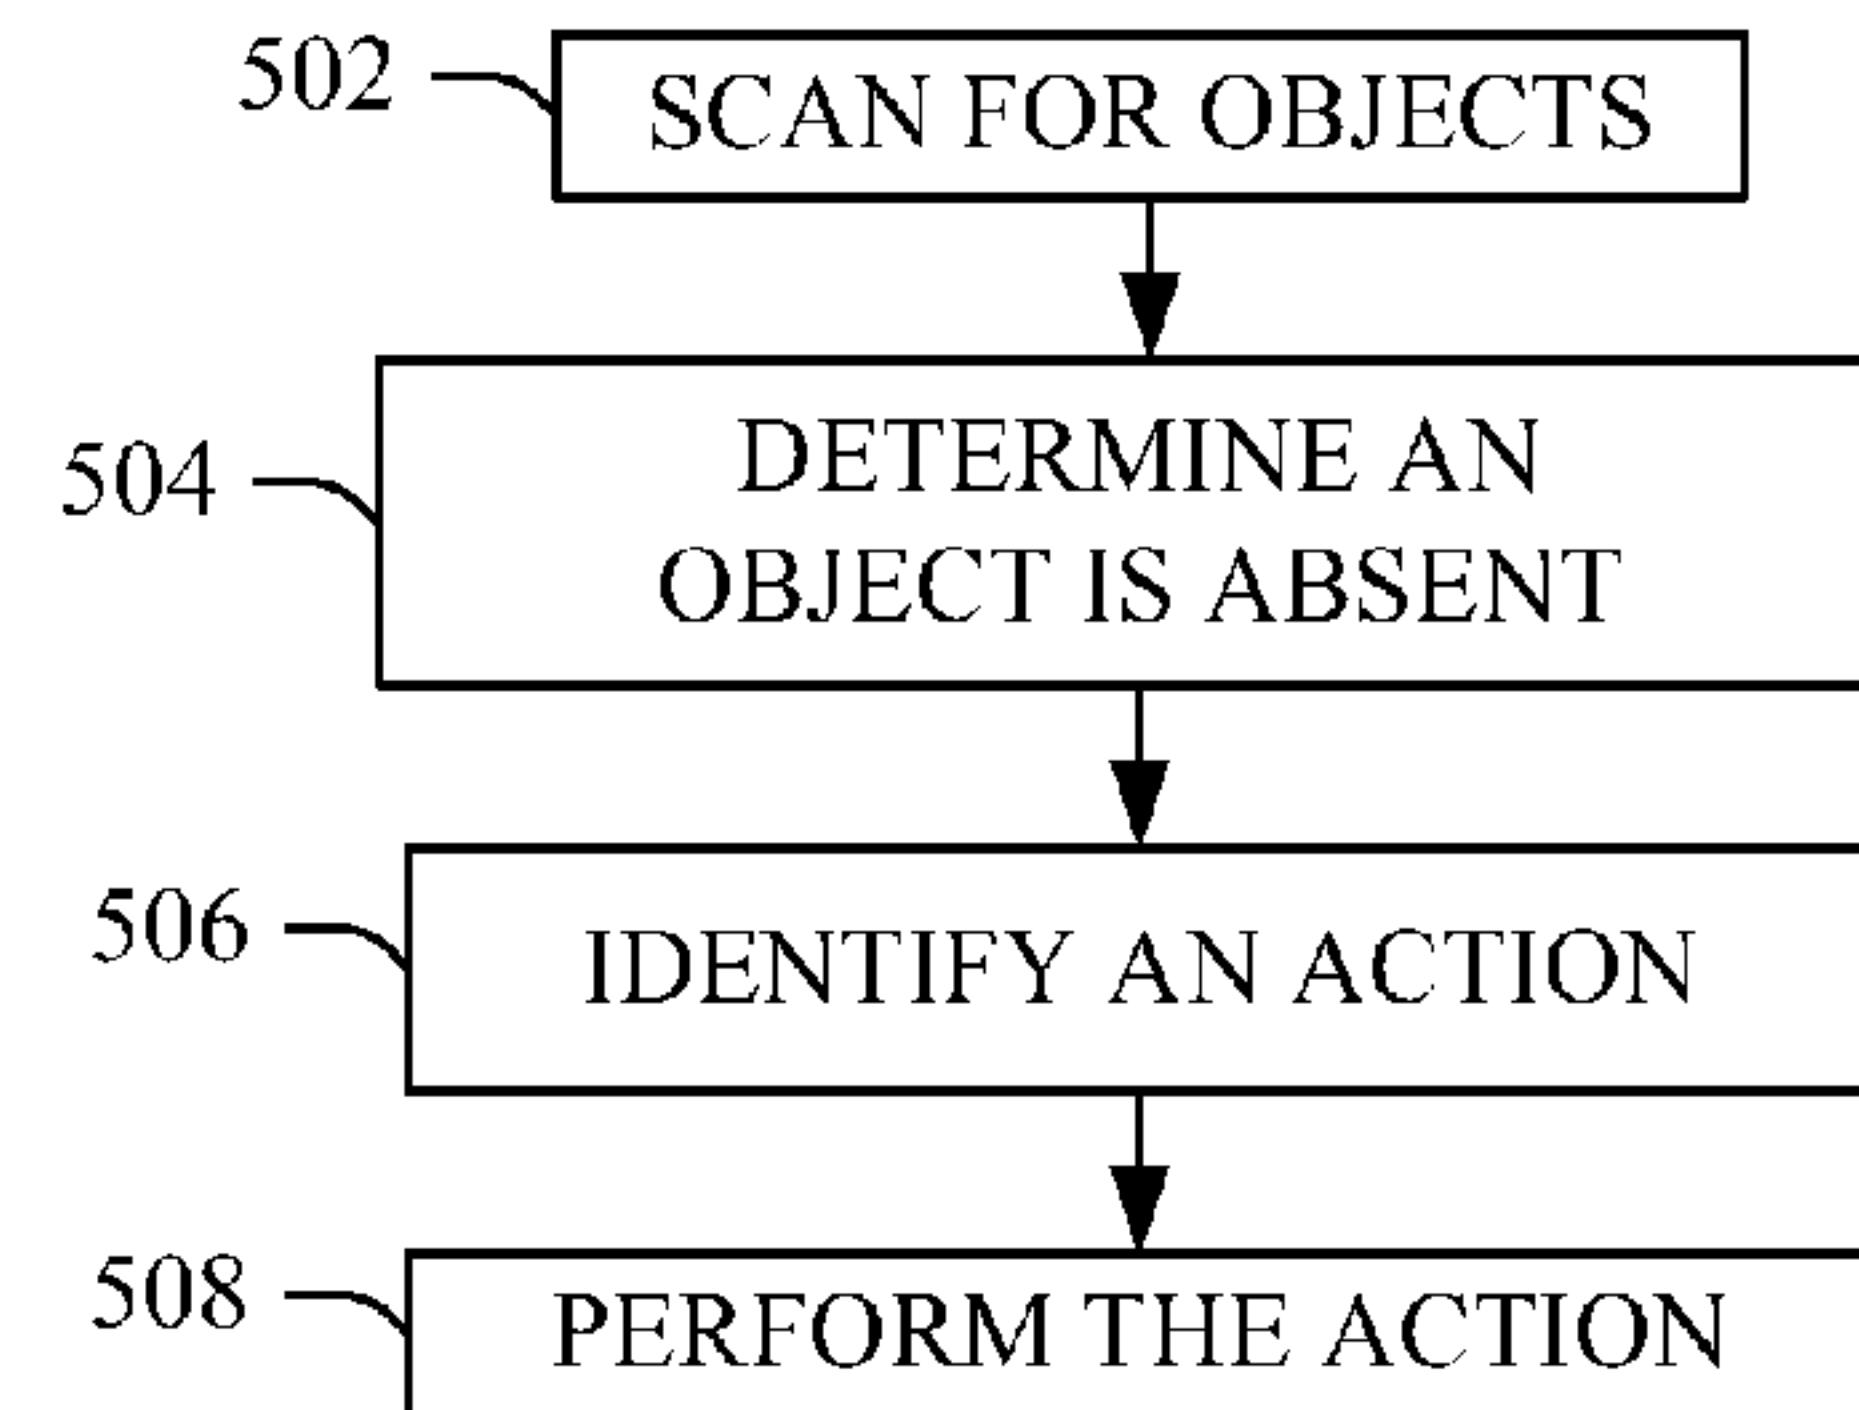 502
SCAN FOR OBJECTS
504
DETERMINE AN
OBJECT IS ABSENT
506
IDENTIFY AN ACTION
508
PERFORM THE ACTION